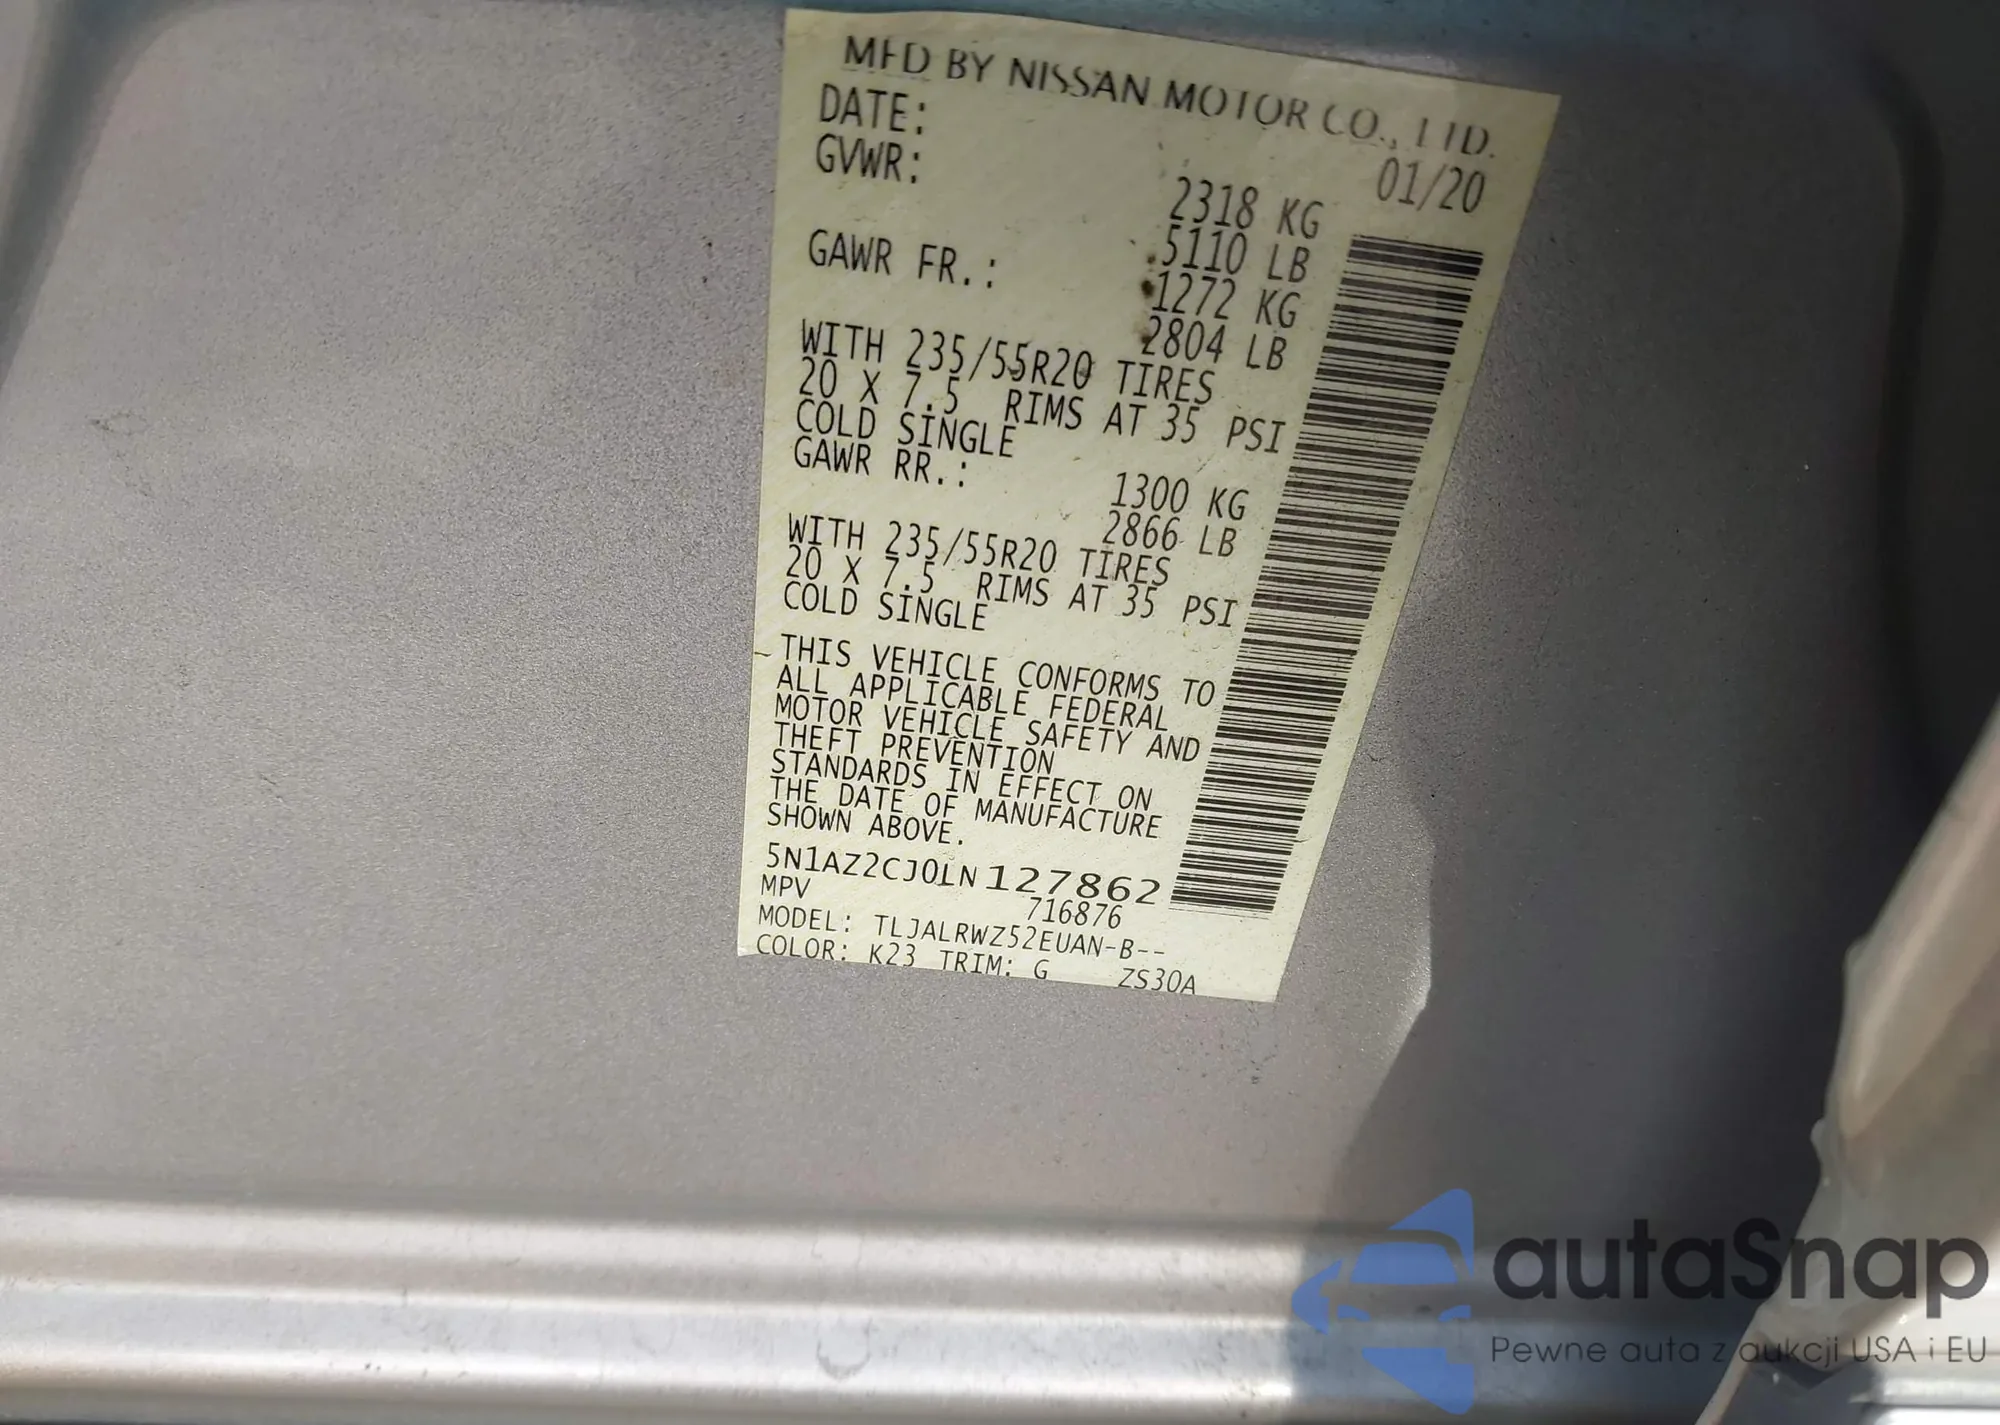 MFD BY NISSAN MOTOR CO., LTD.
DATE: 01/20
GVWR: 2318 KG
5110 LB
GAWR FR.: 1272 KG
2804 LB
WITH 235/55R20 TIRES
20 X 7.5 RIMS AT 35 PSI
COLD SINGLE
GAWR RR.: 1300 KG
2866 LB
WITH 235/55R20 TIRES
20 X 7.5 RIMS AT 35 PSI
COLD SINGLE
THIS VEHICLE CONFORMS TO
ALL APPLICABLE FEDERAL
MOTOR VEHICLE SAFETY AND
THEFT PREVENTION
STANDARDS IN EFFECT ON
THE DATE OF MANUFACTURE
SHOWN ABOVE.
5N1AZ2CJ0LN127862
MPV 716876
MODEL: TLJALRWZ52EUAN-B--
COLOR: K23 TRIM: G ZS30A
autaSnap
Pewne auta z aukcji USA i EU